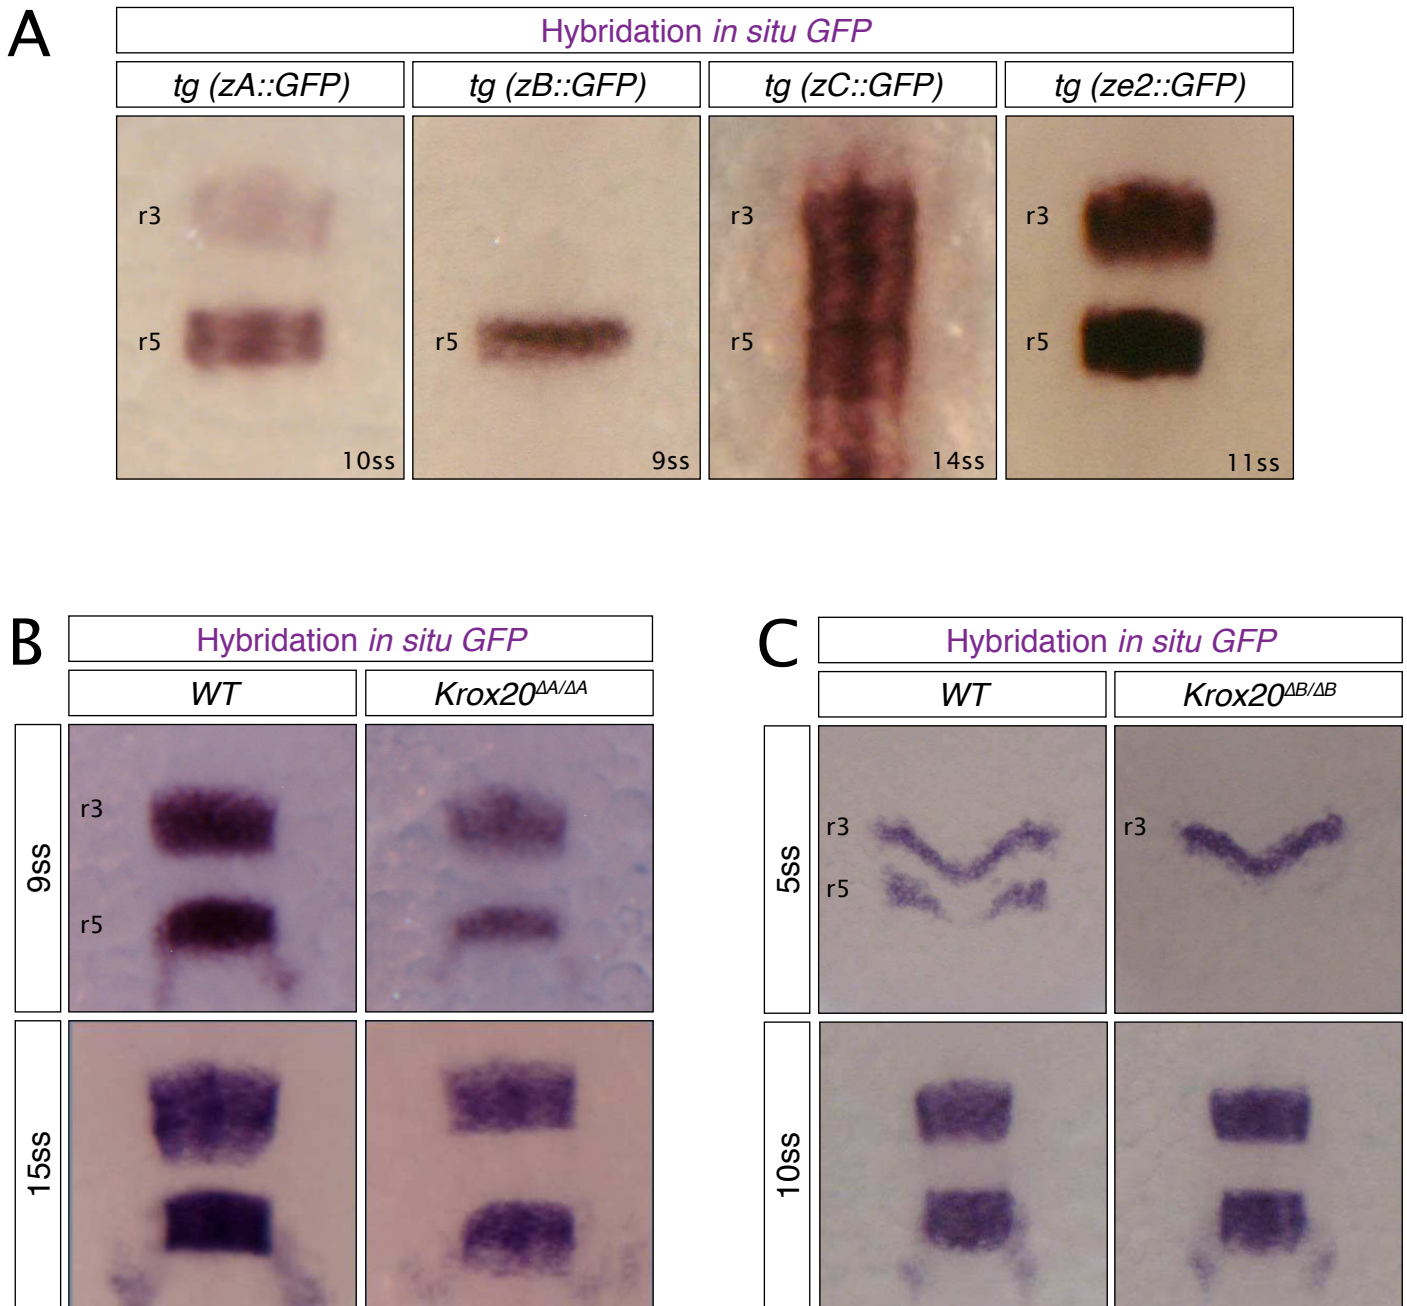 A
Hybridation in situ GFP
tg (zA::GFP)
tg (zB::GFP)
tg (zC::GFP)
tg (ze2::GFP)
r3
r5
10ss
r5
9ss
r3
r5
14ss
r3
r5
11ss
B
Hybridation in situ GFP
WT
Krox20ΔA/ΔA
9ss
r3
r5
15ss
C
Hybridation in situ GFP
WT
Krox20ΔB/ΔB
5ss
r3
r5
r3
10ss